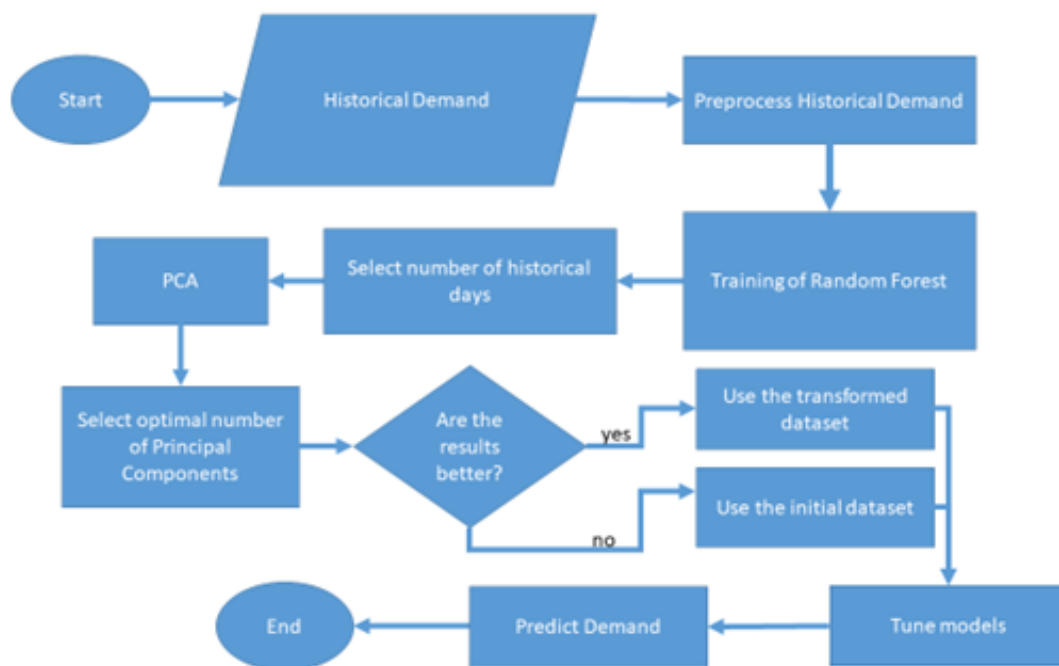 Start
Historical Demand
Preprocess Historical Demand
Training of Random Forest
Select number of historical
days
PCA
Select optimal number
of Principal
Components
Are the
results
better?
yes
Use the transformed
dataset
no
Use the initial dataset
Tune models
Predict Demand
End